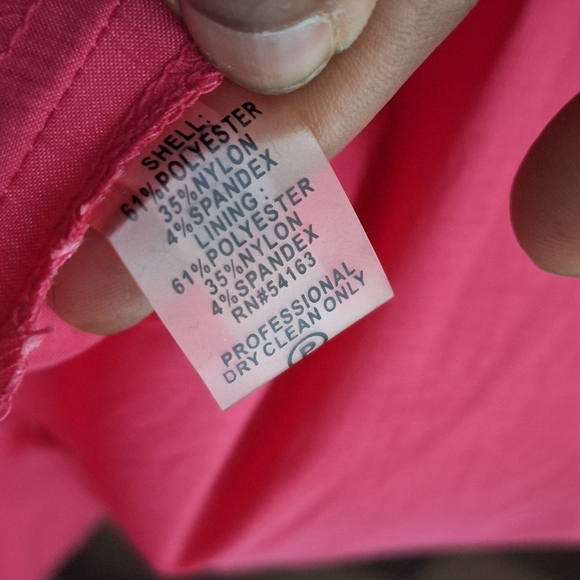 SHELL:
61%POLYESTER
35%NYLON
4%SPANDEX
LINING:
61%POLYESTER
35%NYLON
4%SPANDEX
RN#54163
PROFESSIONAL
DRY CLEAN ONLY
P